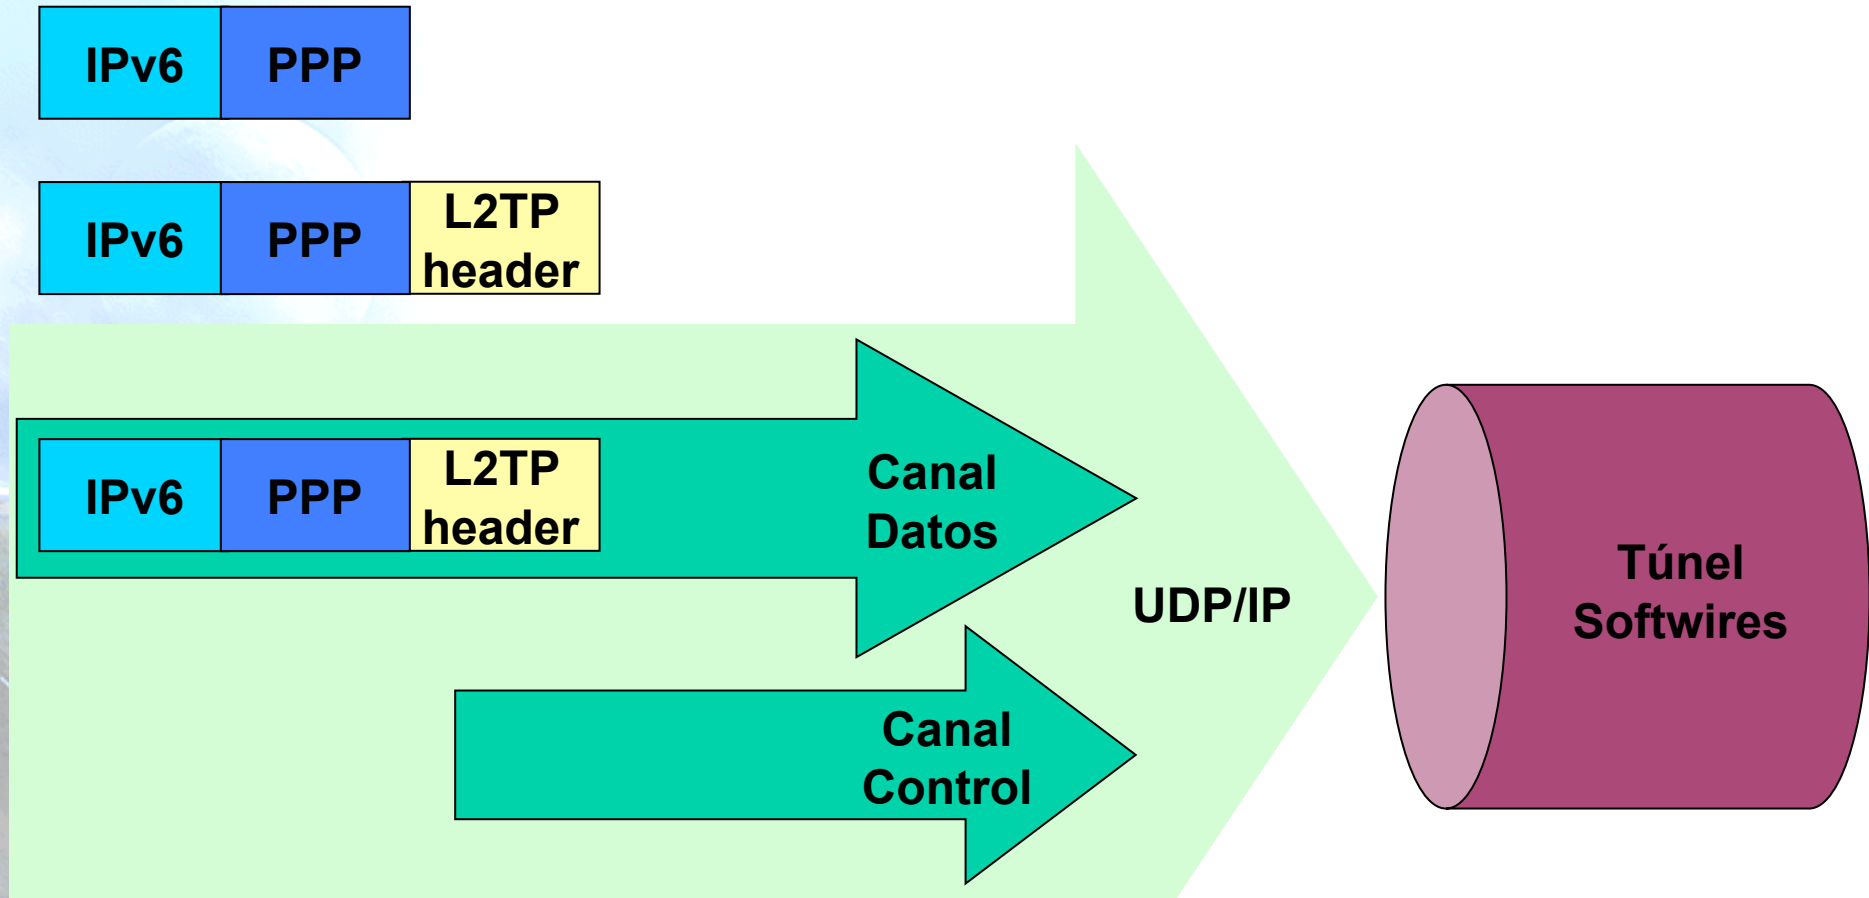 IPv6 PPP
IPv6 PPP L2TP
header
IPv6 PPP L2TP
header
Canal
Datos
UDP/IP
Canal
Control
Túnel
Softwires